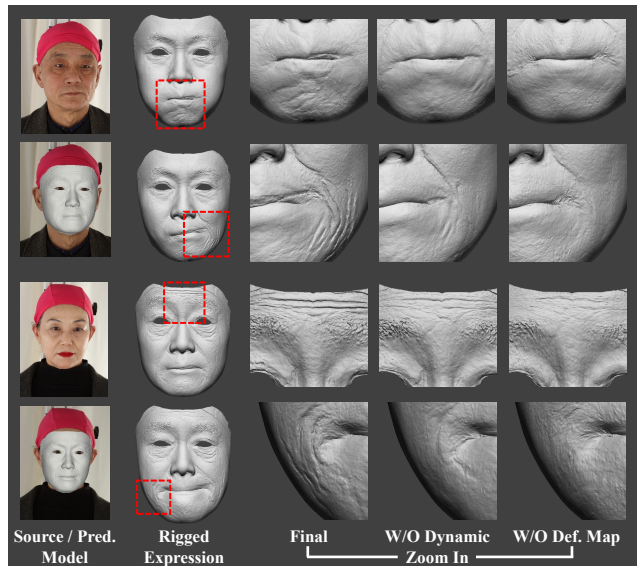 Source / Pred. Model
Rigged Expression
Final
W/O Dynamic
W/O Def. Map
Zoom In